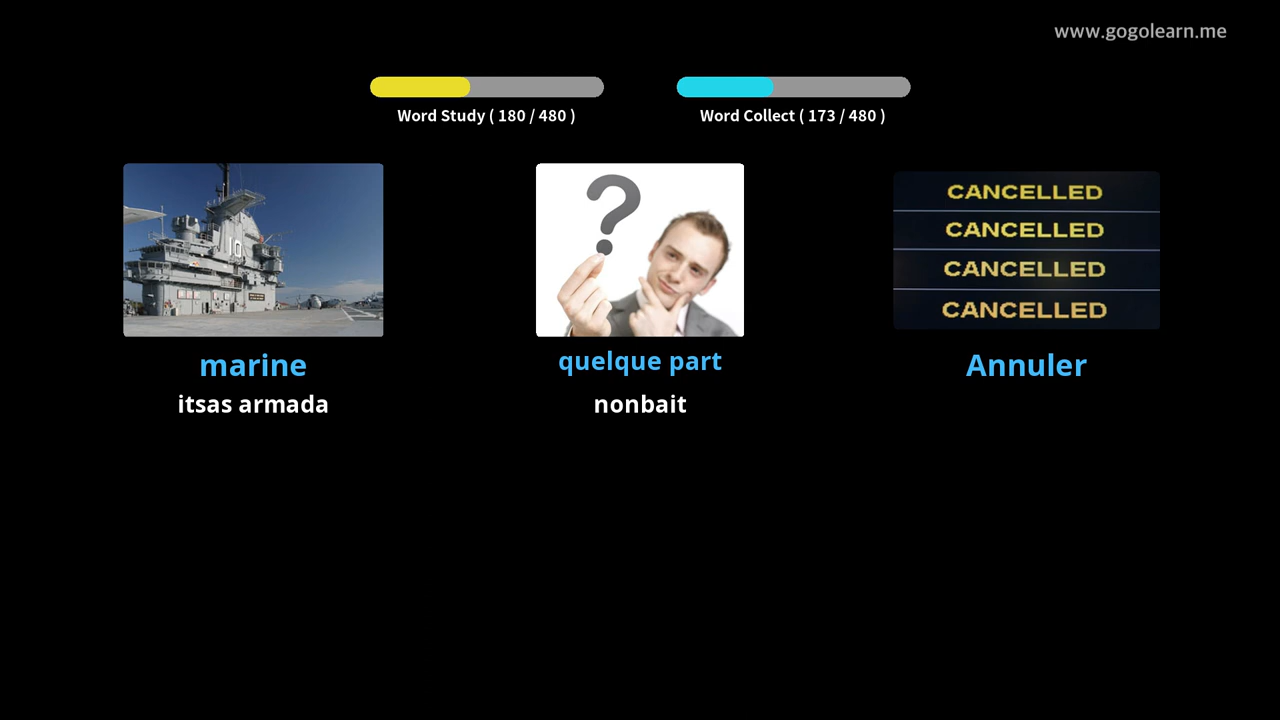 www.gogolearn.me
Word Study ( 180 / 480 )
Word Collect ( 173 / 480 )
10
CANCELLED
CANCELLED
CANCELLED
CANCELLED
marine
quelque part
Annuler
itsas armada
nonbait